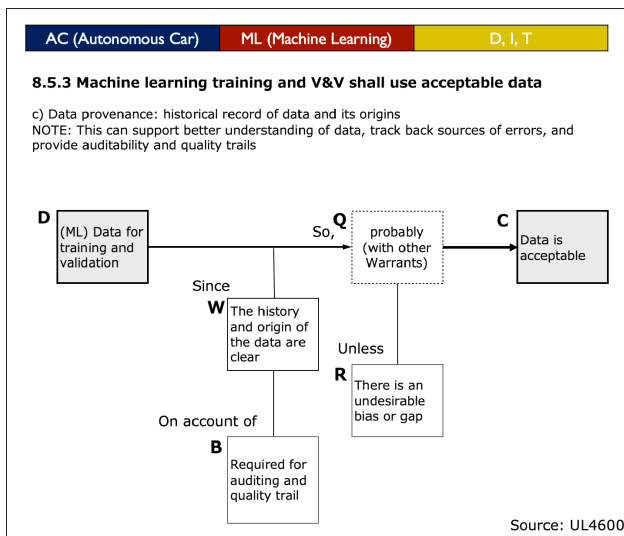 AC (Autonomous Car) ML (Machine Learning) D, I, T
8.5.3 Machine learning training and V&V shall use acceptable data
c) Data provenance: historical record of data and its origins
NOTE: This can support better understanding of data, track back sources of errors, and
provide auditability and quality trails
D
(ML) Data for
training and
validation
So,
Q
probably
(with other
Warrants)
C
Data is
acceptable
Since
W
The history
and origin of
the data are
clear
Unless
R
There is an
undesirable
bias or gap
On account of
B
Required for
auditing and
quality trail
Source: UL4600